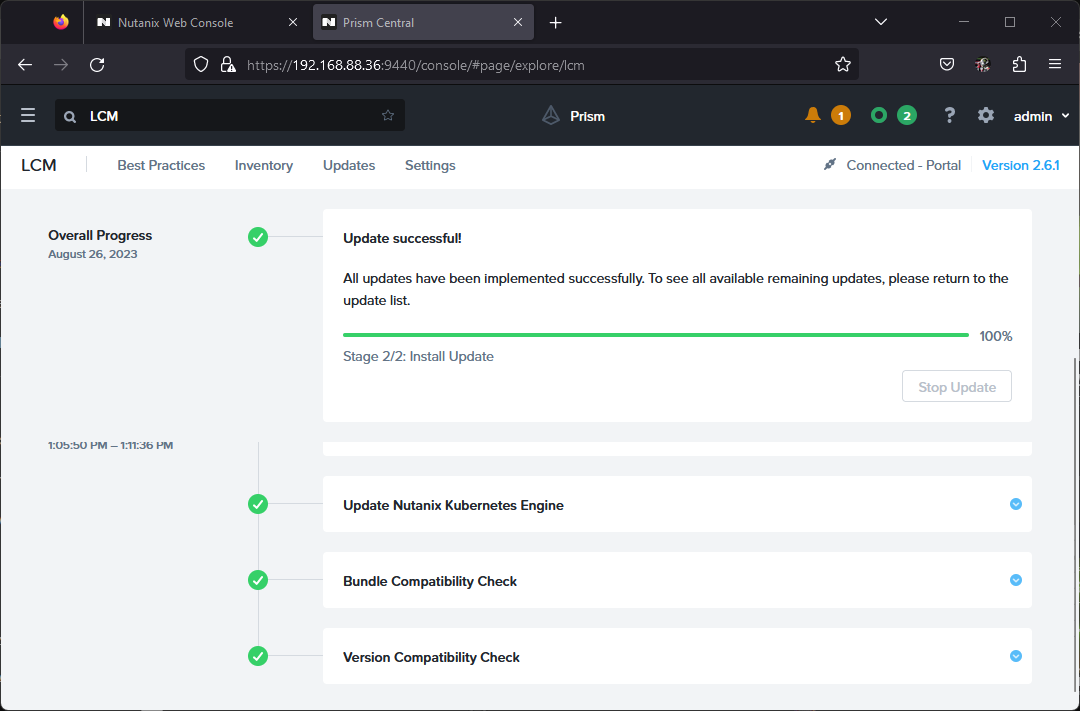 Nutanix Web Console
Prism Central
https://192.168.88.36:9440/console/#page/explore/lcm
LCM
Prism
1
2
?
admin
LCM
Best Practices
Inventory
Updates
Settings
Connected - Portal
Version 2.6.1
Overall Progress
August 26, 2023
Update successful!
All updates have been implemented successfully. To see all available remaining updates, please return to the
update list.
100%
Stage 2/2: Install Update
Stop Update
1:05:50 PM – 1:11:36 PM
Update Nutanix Kubernetes Engine
Bundle Compatibility Check
Version Compatibility Check